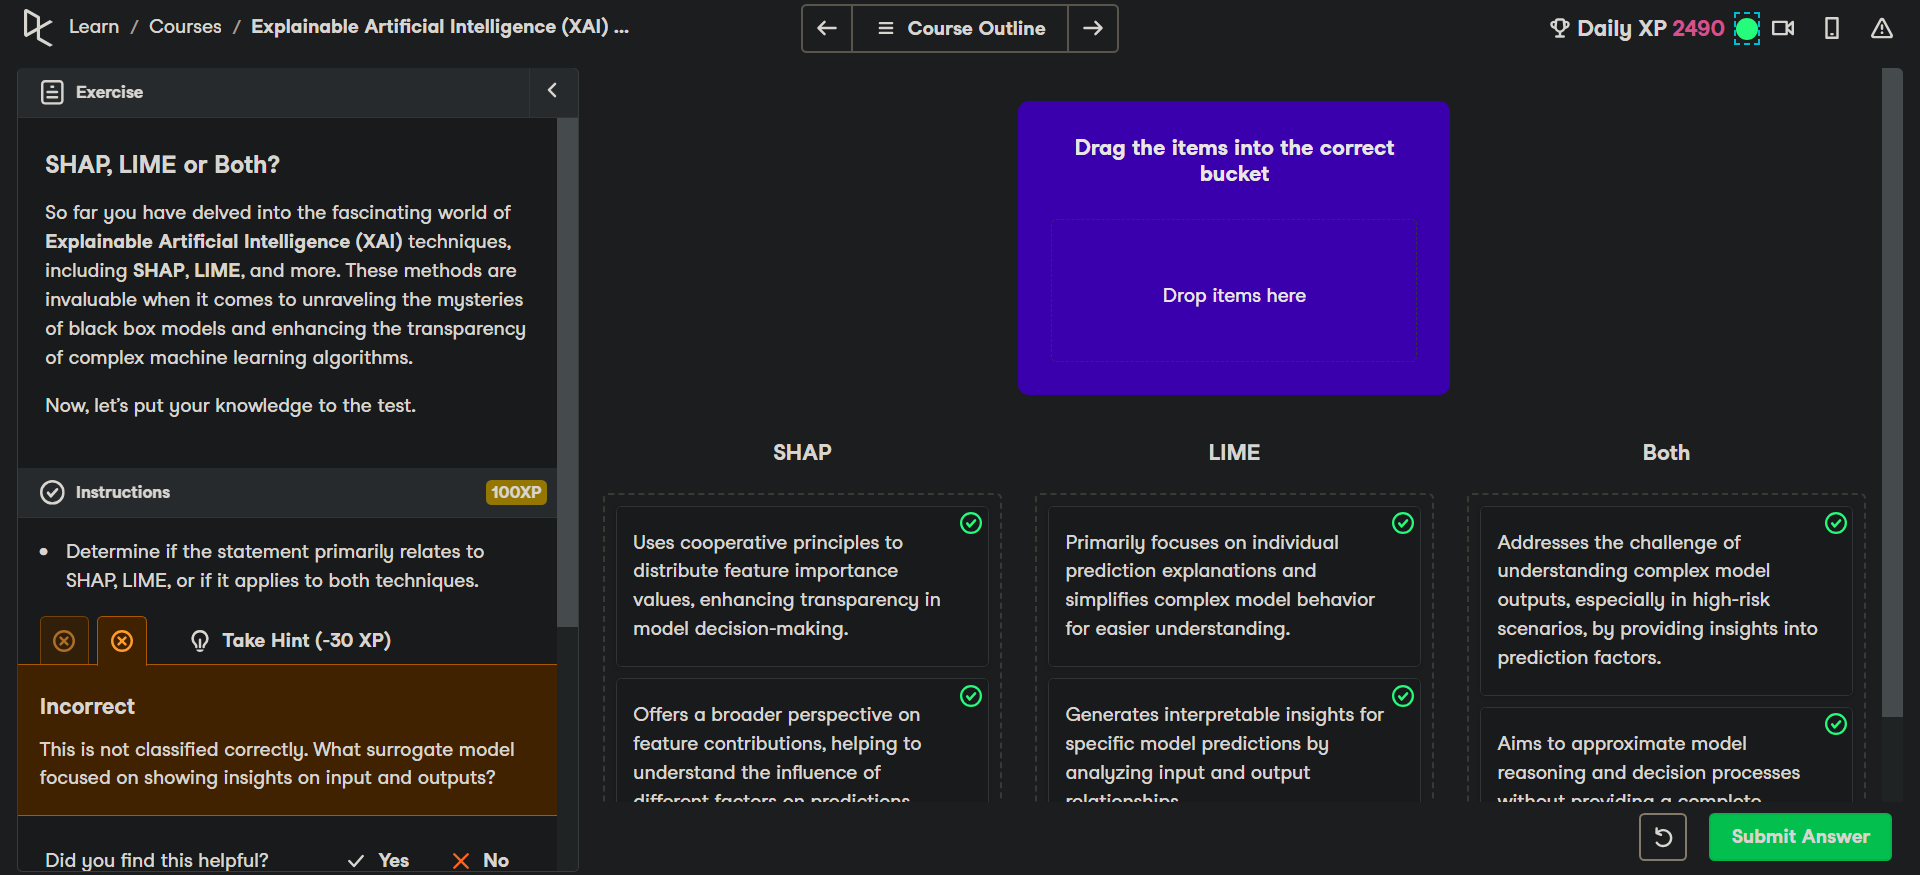 Learn / Courses / Explainable Artificial Intelligence (XAI) ...
Course Outline
Daily XP 2490
Exercise
SHAP, LIME or Both?
So far you have delved into the fascinating world of
Explainable Artificial Intelligence (XAI) techniques,
including SHAP, LIME, and more. These methods are
invaluable when it comes to unraveling the mysteries
of black box models and enhancing the transparency
of complex machine learning algorithms.
Now, let's put your knowledge to the test.
Instructions
100XP
Determine if the statement primarily relates to
SHAP, LIME, or if it applies to both techniques.
Take Hint (-30 XP)
Incorrect
This is not classified correctly. What surrogate model
focused on showing insights on input and outputs?
Did you find this helpful?
Yes
No
Drag the items into the correct
bucket
Drop items here
SHAP
Uses cooperative principles to
distribute feature importance
values, enhancing transparency in
model decision-making.
Offers a broader perspective on
feature contributions, helping to
understand the influence of
different factors on predictions
LIME
Primarily focuses on individual
prediction explanations and
simplifies complex model behavior
for easier understanding.
Generates interpretable insights for
specific model predictions by
analyzing input and output
relationships
Both
Addresses the challenge of
understanding complex model
outputs, especially in high-risk
scenarios, by providing insights into
prediction factors.
Aims to approximate model
reasoning and decision processes
without providing a complete
Submit Answer